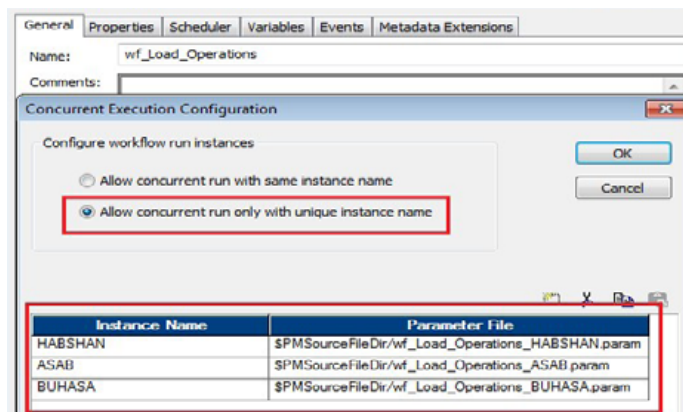 General Properties Scheduler Variables Events Metadata Extensions
Name: wf_Load_Operations
Comments:
Concurrent Execution Configuration
Configure workflow run instances
Allow concurrent run with same instance name
Allow concurrent run only with unique instance name
OK
Cancel
Instance Name Parameter File
HABSHAN $PMSourceFileDir/wf_Load_Operations_HABSHAN.param
ASAB $PMSourceFileDir/wf_Load_Operations_ASAB.param
BUHASA $PMSourceFileDir/wf_Load_Operations_BUHASA.param